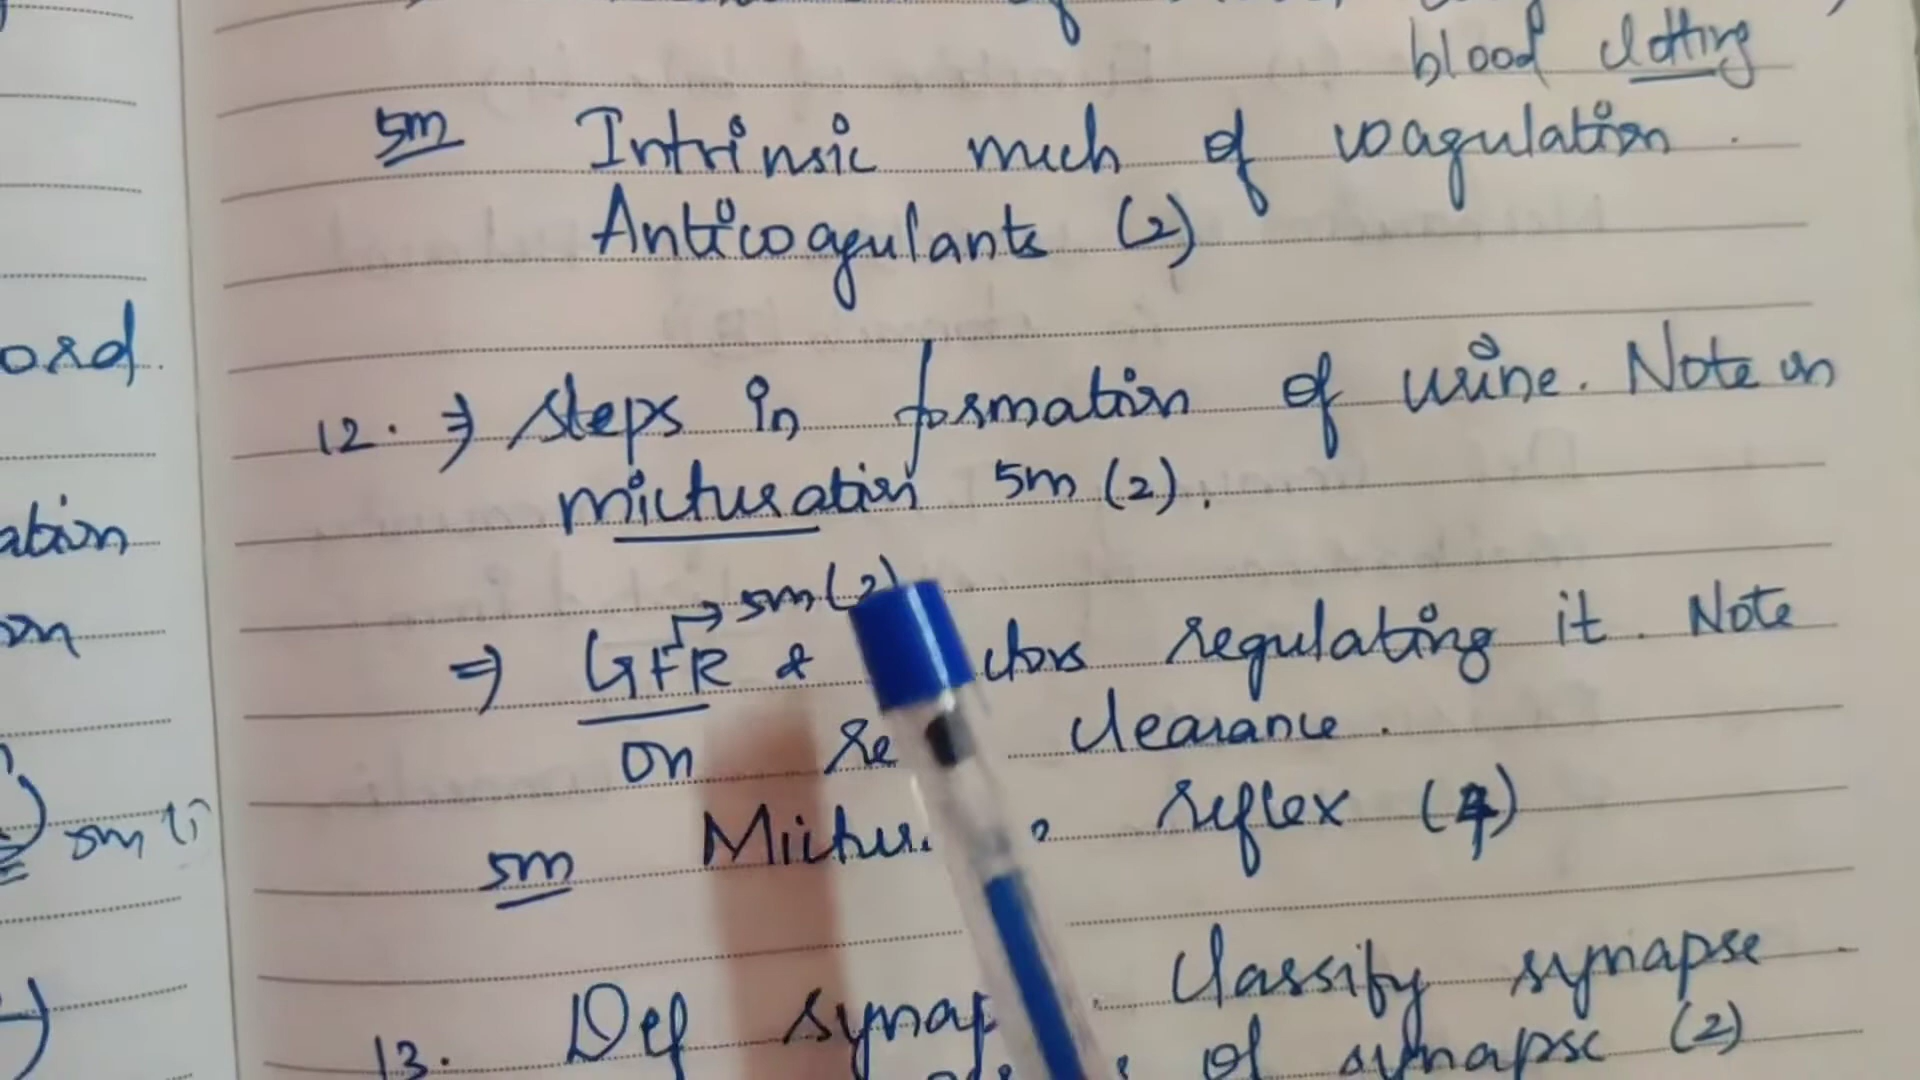 ord.
ation
on
5m (
blood clotting
5m Intrinsic mech of coagulation.
Anticoagulants (2)
12. ⇒ Steps in formation of urine. Note on
micturation 5m (2).
→ 5m (2)
⇒ GFR & ctors regulating it. Note
on re clearance.
5m Mictu reflex (4)
13. Def synap . Classify synapse
of synapse (2)